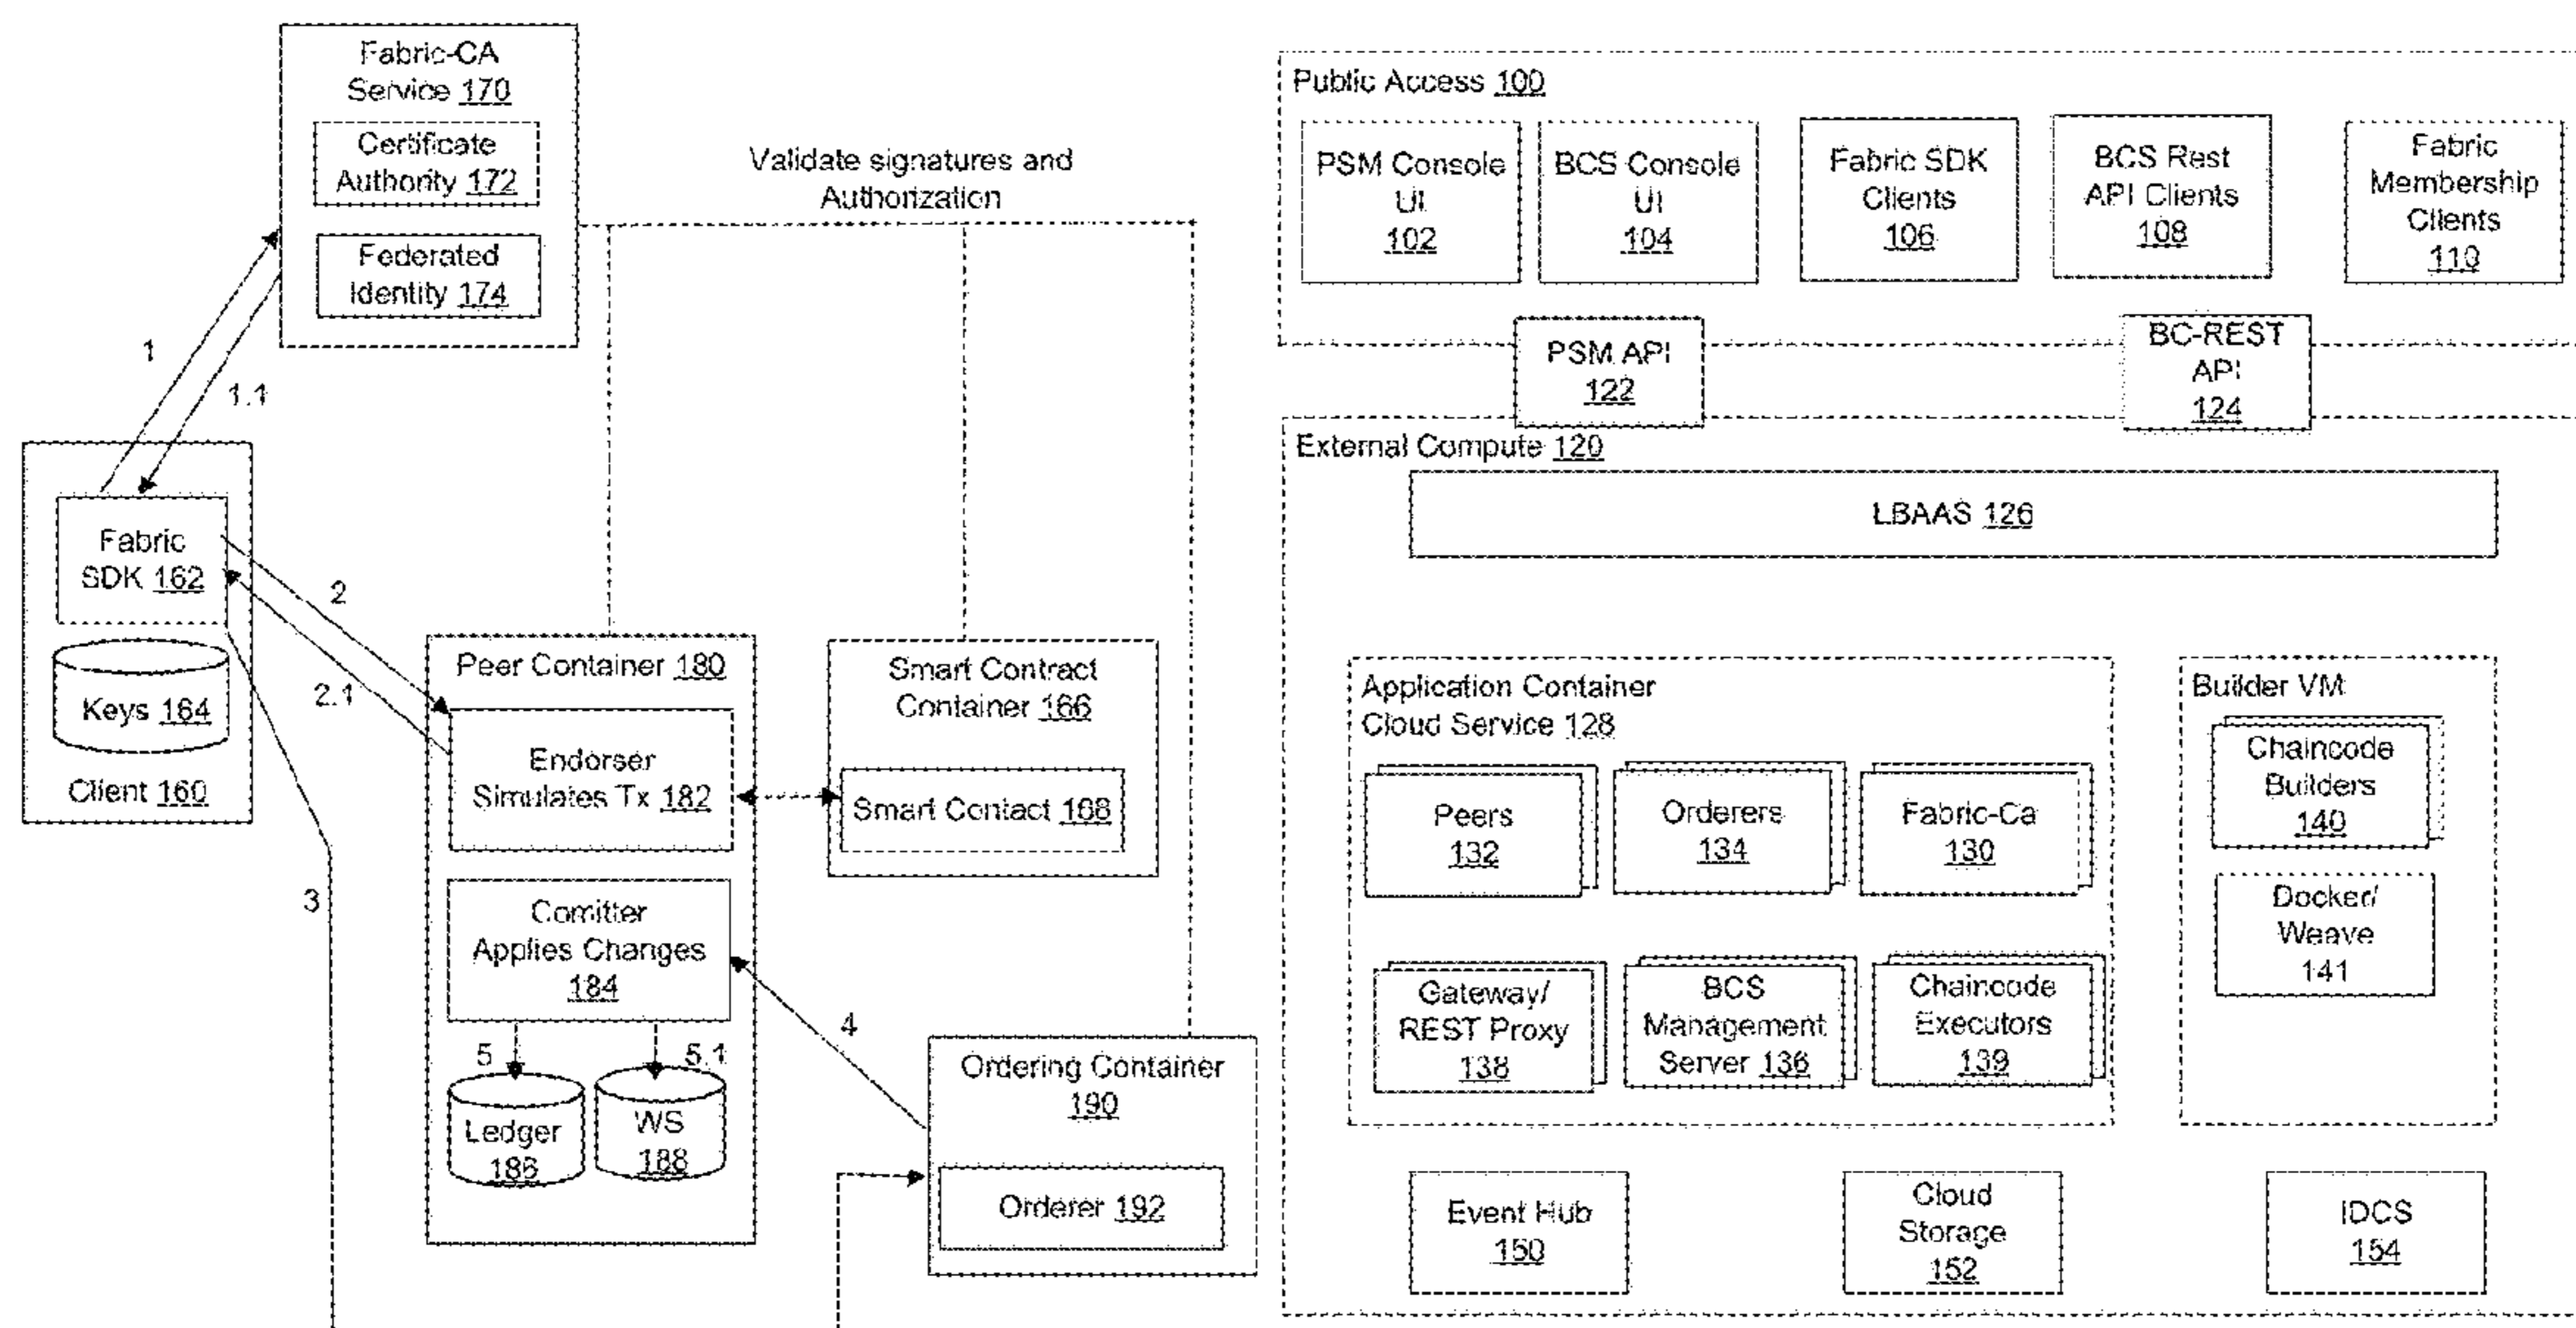 Fabric-CA
Service 170
Certificate
Authority 172
Federated
Identity 174
Validate signatures and
Authorization
1
1.1
Fabric
SDK 162
Keys 164
Client 160
2
2.1
3
Peer Container 180
Endorser
Simulates Tx 182
Comitter
Applies Changes
184
5
5.1
Ledger
186
WS
188
Smart Contract
Container 166
Smart Contact 168
4
Ordering Container
190
Orderer 192
Public Access 100
PSM Console
UI
102
BCS Console
UI
104
Fabric SDK
Clients
106
BCS Rest
API Clients
108
Fabric
Membership
Clients
110
PSM API
122
BC-REST
API
124
External Compute 120
LBAAS 126
Application Container
Cloud Service 128
Peers
132
Orderers
134
Fabric-Ca
130
Gateway/
REST Proxy
138
BCS
Management
Server 136
Chaincode
Executors
139
Builder VM
Chaincode
Builders
140
Docker/
Weave
141
Event Hub
150
Cloud
Storage
152
IDCS
154